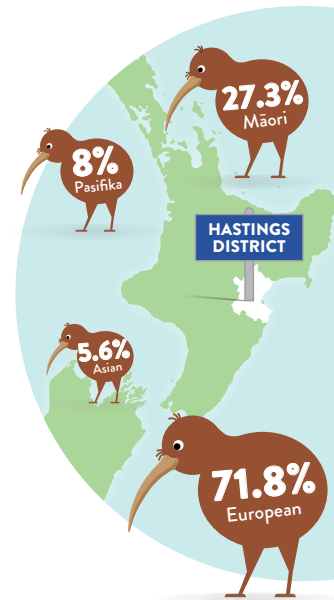 27.3%
Māori
8%
Pasifika
HASTINGS
DISTRICT
5.6%
Asian
71.8%
European